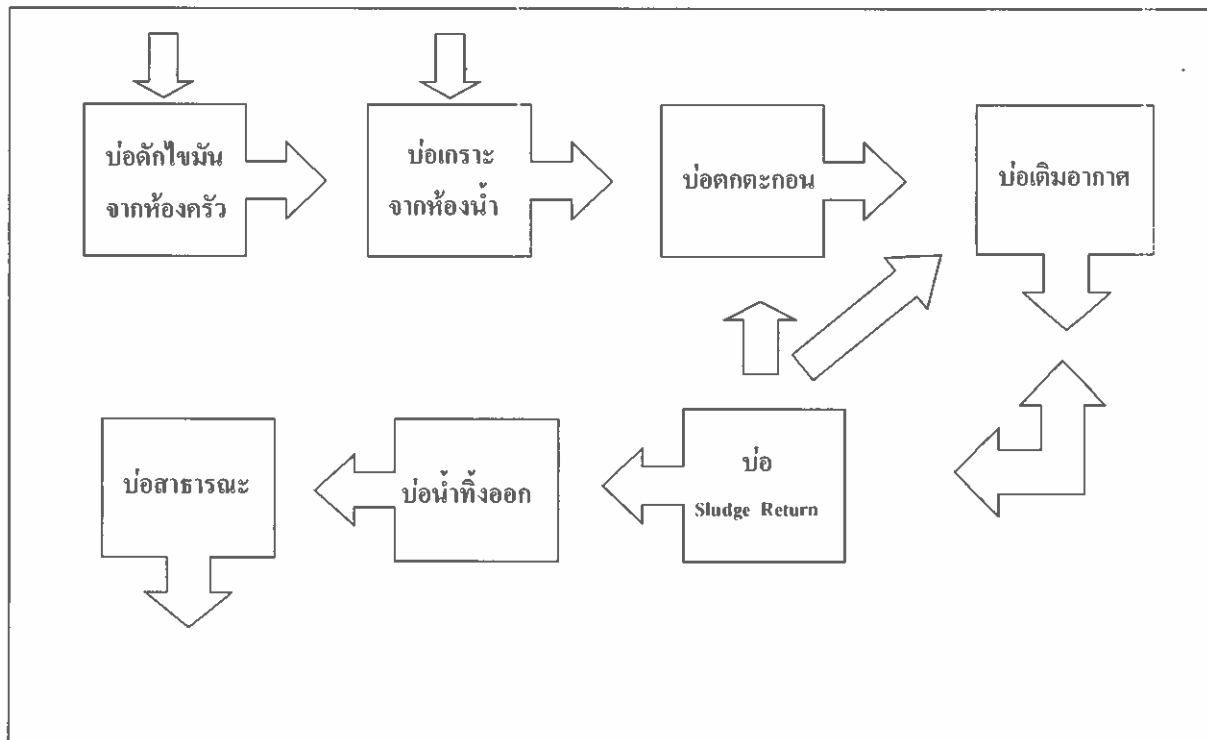 บ่อดักไขมัน
จากห้องครัว
บ่อเกราะ
จากห้องน้ำ
บ่อตกตะกอน
บ่อเติมอากาศ
บ่อสาธารณะ
บ่อน้ำทิ้งออก
บ่อ
Sludge Return